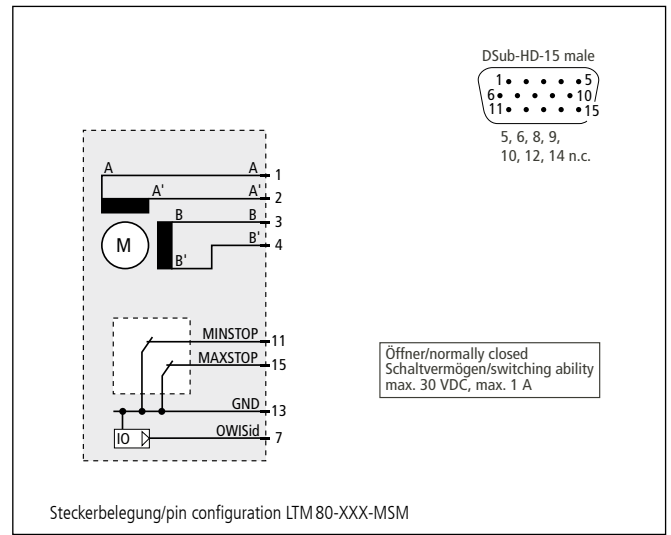 DSub-HD-15 male
1 5
6 10
11 15
5, 6, 8, 9,
10, 12, 14 n.c.
A A 1
A' A' 2
B B 3
B' 4
M
B'
MINSTOP 11
MAXSTOP 15
GND 13
IO OWISid 7
Öffner/normally closed
Schaltvermögen/switching ability
max. 30 VDC, max. 1 A
Steckerbelegung/pin configuration LTM 80-XXX-MSM